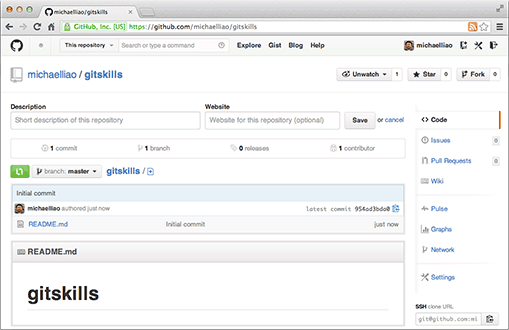 michaelliao/gitskills
GitHub, Inc. [US] https://github.com/michaelliao/gitskills
This repository Search or type a command Explore Gist Blog Help michaelliao
michaelliao / gitskills Unwatch 1 Star 0 Fork 0
Description Website
Short description of this repository Website for this repository (optional) Save or cancel
1 commit 1 branch 0 releases 1 contributor
branch: master gitskills /
Initial commit
michaelliao authored just now latest commit
README.md Initial commit just now
README.md
gitskills
Code
Issues 0
Pull Requests 0
Wiki
Pulse
Graphs
Network
Settings
SSH clone URL
git@github.com:mi